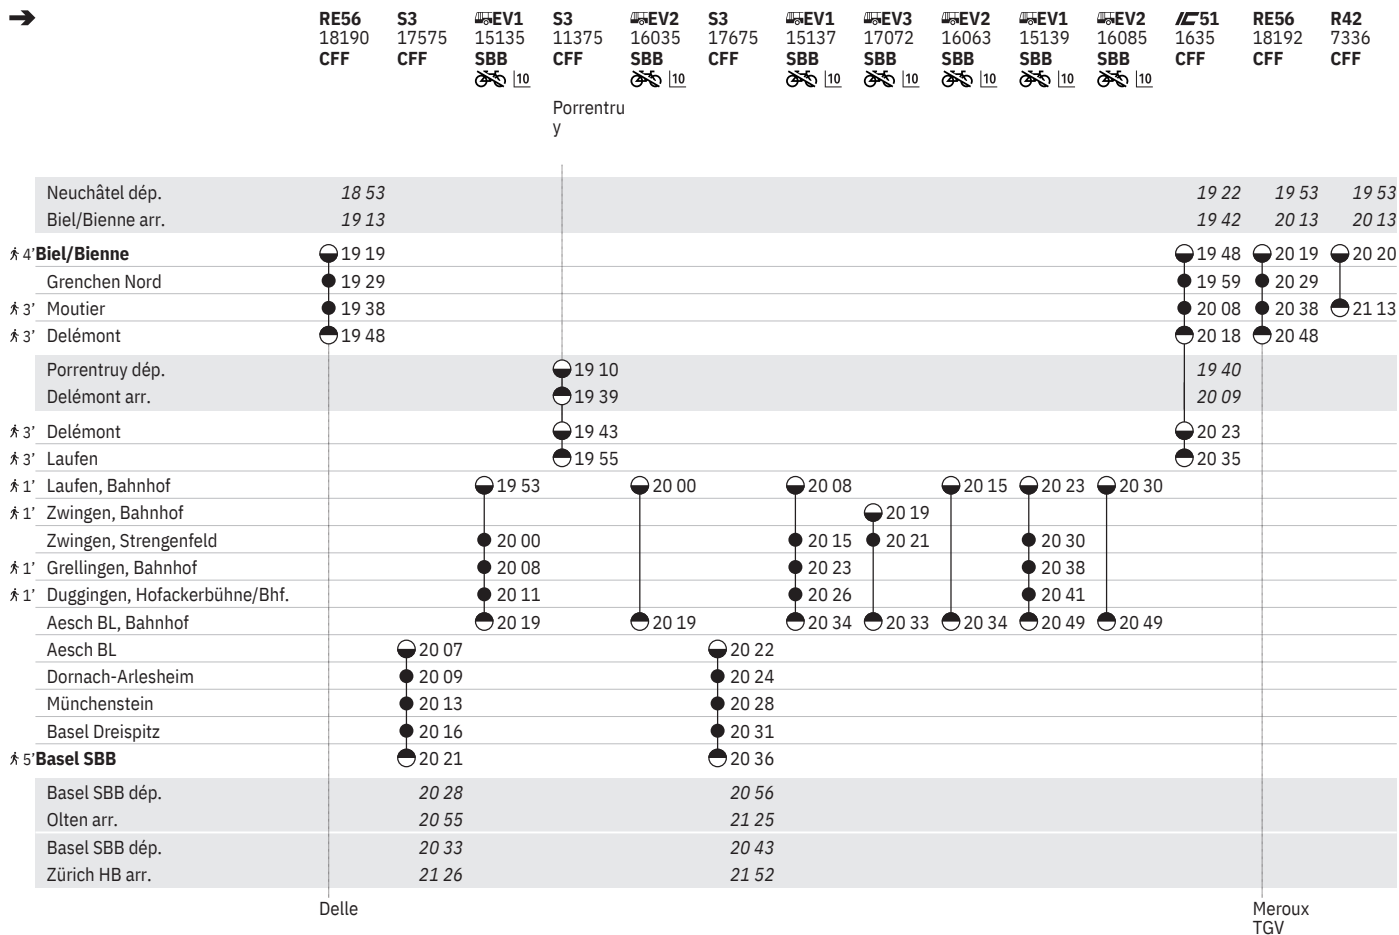 RE56 S3 EV1 S3 EV2 S3 EV1 EV3 EV2 EV1 EV2 IC51 RE56 R42
18190 17575 15135 11375 16035 17675 15137 17072 16063 15139 16085 1635 18192 7336
CFF CFF SBB CFF SBB CFF SBB SBB SBB SBB SBB CFF CFF CFF
10 10 10 10 10 10 10
Porrentru
y
Neuchâtel dép. 18 53 19 22 19 53 19 53
Biel/Bienne arr. 19 13 19 42 20 13 20 13
4' Biel/Bienne 19 19 19 48 20 19 20 20
Grenchen Nord 19 29 19 59 20 29
3' Moutier 19 38 20 08 20 38 21 13
3' Delémont 19 48 20 18 20 48
Porrentruy dép. 19 10 19 40
Delémont arr. 19 39 20 09
3' Delémont 19 43 20 23
3' Laufen 19 55 20 35
1' Laufen, Bahnhof 19 53 20 00 20 08 20 15 20 23 20 30
1' Zwingen, Bahnhof 20 19
Zwingen, Strengenfeld 20 00 20 15 20 21 20 30
1' Grellingen, Bahnhof 20 08 20 23 20 38
1' Duggingen, Hofackerbühne/Bhf. 20 11 20 26 20 41
Aesch BL, Bahnhof 20 19 20 19 20 34 20 33 20 34 20 49 20 49
Aesch BL 20 07 20 22
Dornach-Arlesheim 20 09 20 24
Münchenstein 20 13 20 28
Basel Dreispitz 20 16 20 31
5' Basel SBB 20 21 20 36
Basel SBB dép. 20 28 20 56
Olten arr. 20 55 21 25
Basel SBB dép. 20 33 20 43
Zürich HB arr. 21 26 21 52
Delle Meroux
TGV